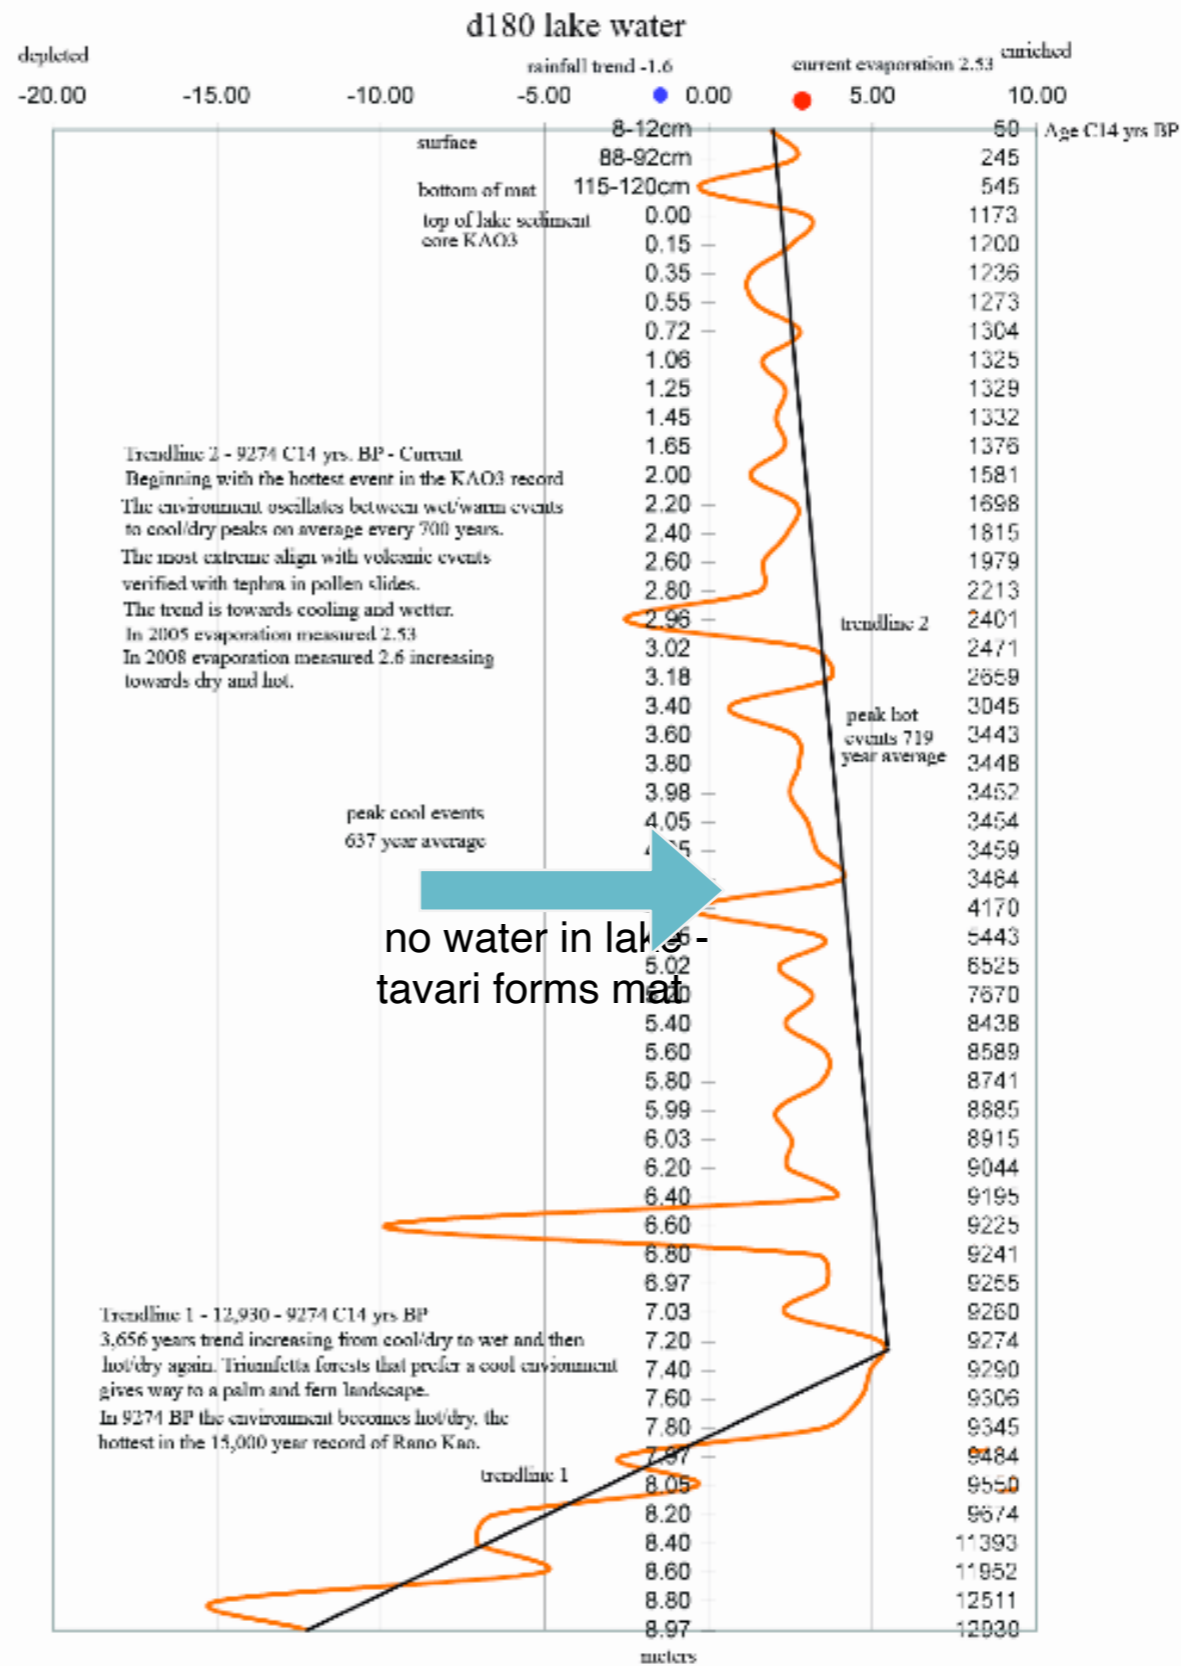 d180 lake water
depleted
enriched
rainfall trend -1.6
current evaporation 2.53
-20.00 -15.00 -10.00 -5.00 0.00 5.00 10.00
surface
8-12cm 60 Age C14 yrs BP
88-92cm 245
bottom of mat 115-120cm 545
top of lake sediment
core KAO3
0.00 1173
0.15 1200
0.35 1236
0.55 1273
0.72 1304
1.06 1325
1.25 1329
1.45 1332
1.65 1376
2.00 1581
2.20 1698
2.40 1815
2.60 1979
2.80 2213
2.96 2401
3.02 2471
3.18 2659
3.40 3045
3.60 3443
3.80 3448
3.98 3452
4.05 3454
3459
3464
4170
5443
5.02 6525
7670
5.40 8438
5.60 8589
5.80 8741
5.99 8885
6.03 8915
6.20 9044
6.40 9195
6.60 9225
6.80 9241
6.97 9255
7.03 9260
7.20 9274
7.40 9290
7.60 9306
7.80 9345
7.97 9484
8.05 9550
8.20 9674
8.40 11393
8.60 11952
8.80 12511
8.97 12930
meters
Trendline 2 - 9274 C14 yrs. BP - Current
Beginning with the hottest event in the KAO3 record
The environment oscillates between wet/warm events
to cool/dry peaks on average every 700 years.
The most extreme align with volcanic events
verified with tephra in pollen slides.
The trend is towards cooling and wetter.
In 2005 evaporation measured 2.53
In 2008 evaporation measured 2.6 increasing
towards dry and hot.
trendline 2
peak hot
events 719
year average
peak cool events
637 year average
no water in lake -
tavari forms mat
Trendline 1 - 12,930 - 9274 C14 yrs BP
3,656 years trend increasing from cool/dry to wet and then
hot/dry again. Triumfetta forests that prefer a cool envionment
gives way to a palm and fern landscape.
In 9274 BP the environment becomes hot/dry, the
hottest in the 15,000 year record of Rano Kao.
trendline 1